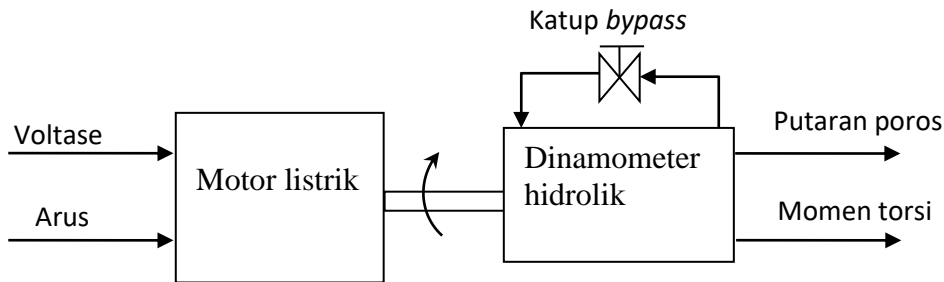 Katup bypass
Voltase
Motor listrik
Arus
Dinamometer
hidrolik
Putaran poros
Momen torsi